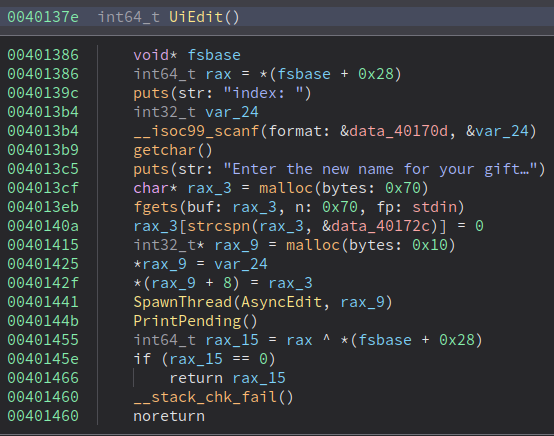 0040137e int64_t UiEdit()
00401386 void* fsbase
00401386 int64_t rax = *(fsbase + 0x28)
0040139c puts(str: "index: ")
004013b4 int32_t var_24
004013b4 __isoc99_scanf(format: &data_40170d, &var_24)
004013b9 getchar()
004013c5 puts(str: "Enter the new name for your gift…")
004013cf char* rax_3 = malloc(bytes: 0x70)
004013eb fgets(buf: rax_3, n: 0x70, fp: stdin)
0040140a rax_3[strcspn(rax_3, &data_40172c)] = 0
00401415 int32_t* rax_9 = malloc(bytes: 0x10)
00401425 *rax_9 = var_24
0040142f *(rax_9 + 8) = rax_3
00401441 SpawnThread(AsyncEdit, rax_9)
0040144b PrintPending()
00401455 int64_t rax_15 = rax ^ *(fsbase + 0x28)
0040145e if (rax_15 == 0)
00401466 return rax_15
00401460 __stack_chk_fail()
00401460 noreturn